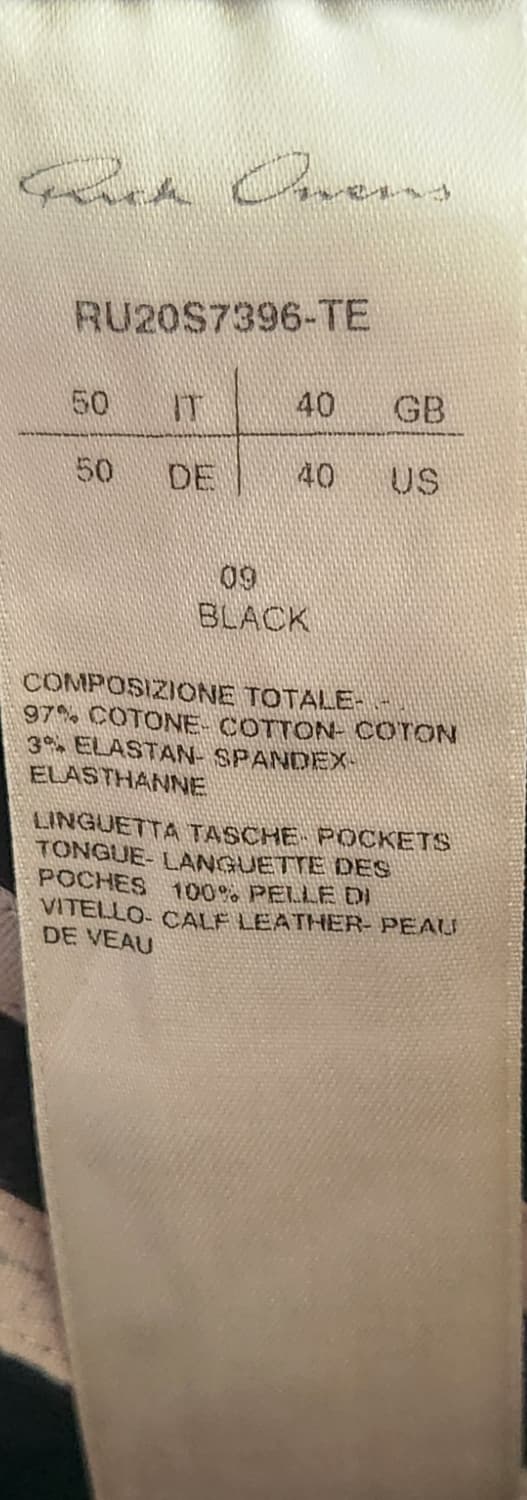 Rick Owens
RU20S7396-TE
50 IT 40 GB
50 DE 40 US
09
BLACK
COMPOSIZIONE TOTALE- .- .
97% COTONE- COTTON- COTON
3% ELASTAN- SPANDEX-
ELASTHANNE
LINGUETTA TASCHE- POCKETS
TONGUE- LANGUETTE DES
POCHES 100% PELLE DI
VITELLO- CALF LEATHER- PEAU
DE VEAU